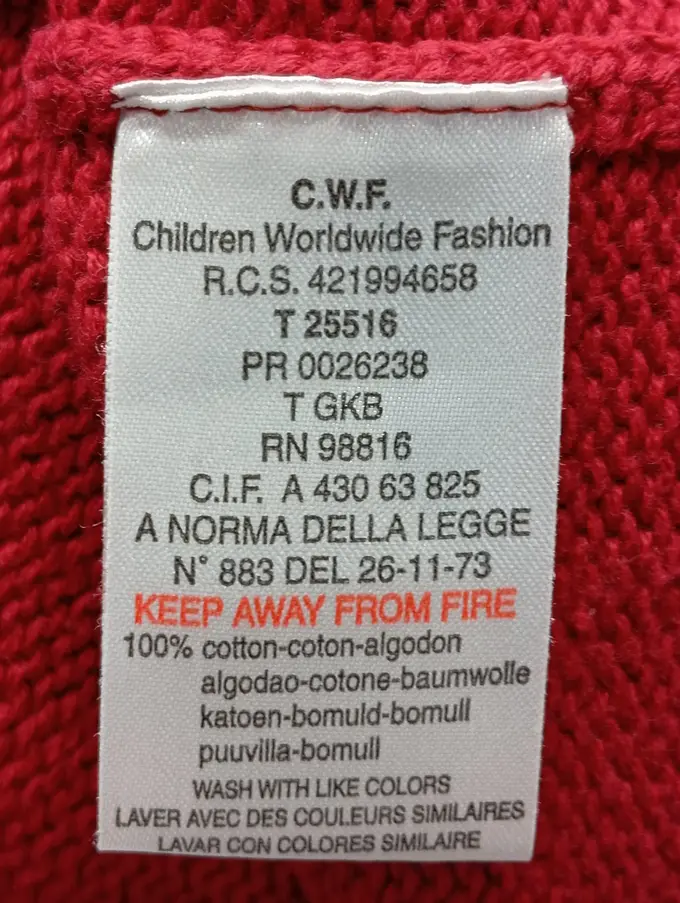 C.W.F.
Children Worldwide Fashion
R.C.S. 421994658
T 25516
PR 0026238
T GKB
RN 98816
C.I.F. A 430 63 825
A NORMA DELLA LEGGE
N° 883 DEL 26-11-73
KEEP AWAY FROM FIRE
100% cotton-coton-algodon
algodao-cotone-baumwolle
katoen-bomuld-bomull
puuvilla-bomull
WASH WITH LIKE COLORS
LAVER AVEC DES COULEURS SIMILAIRES
LAVAR CON COLORES SIMILAIRE